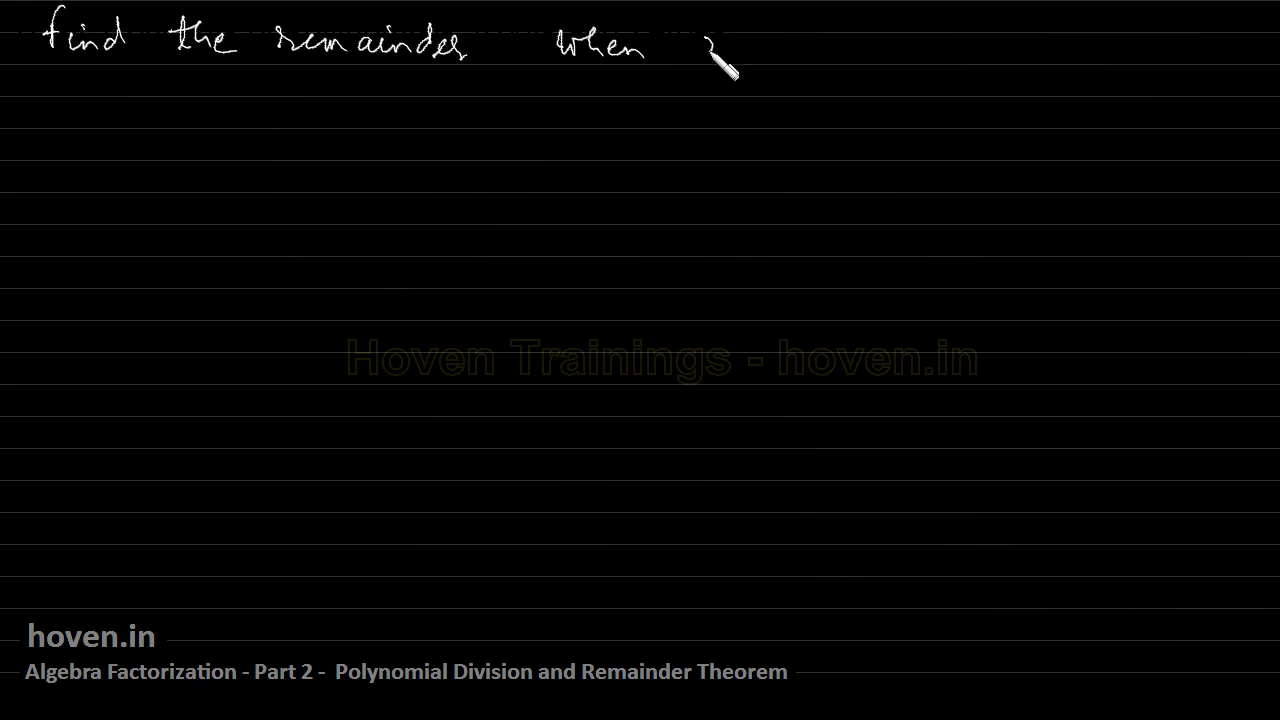 find the remainder when
Hoven Trainings - hoven.in
hoven.in
Algebra Factorization - Part 2 - Polynomial Division and Remainder Theorem